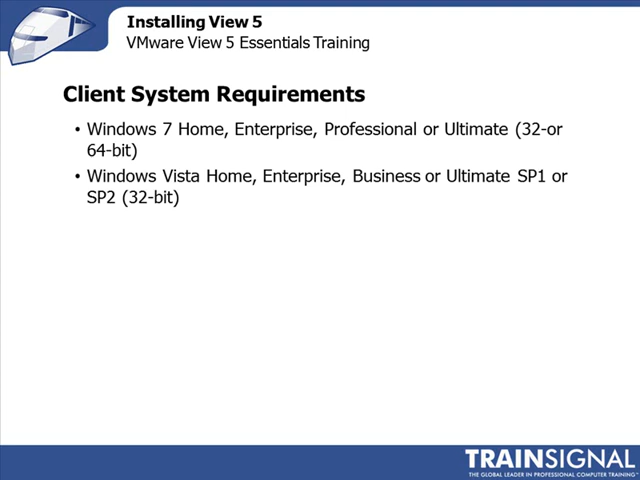 Installing View 5
VMware View 5 Essentials Training
Client System Requirements
• Windows 7 Home, Enterprise, Professional or Ultimate (32-or
64-bit)
• Windows Vista Home, Enterprise, Business or Ultimate SP1 or
SP2 (32-bit)
TRAINSIGNAL
THE GLOBAL LEADER IN PROFESSIONAL COMPUTER TRAINING